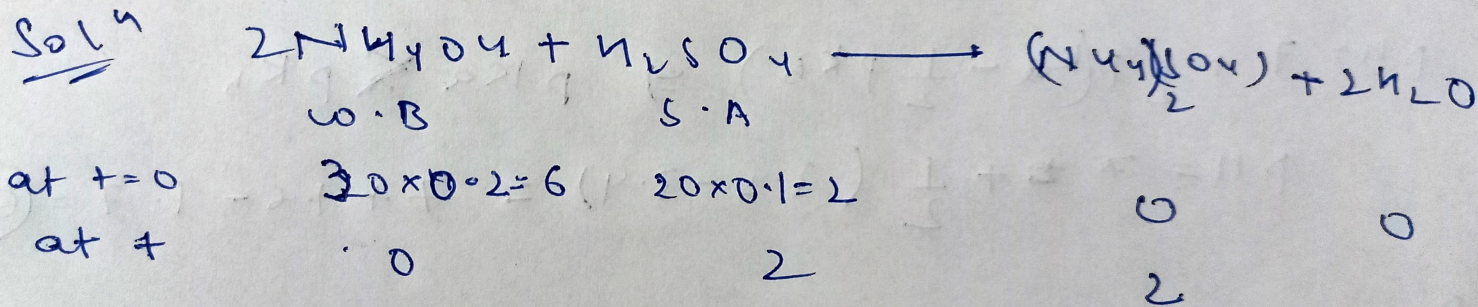 Solⁿ 2NH₄OH + H₂SO₄ → (NH₄)₂SO₄) + 2H₂O
W.B S.A
at t=0 30×0.2=6 20×0.1=2 0 0
at t 0 2 2